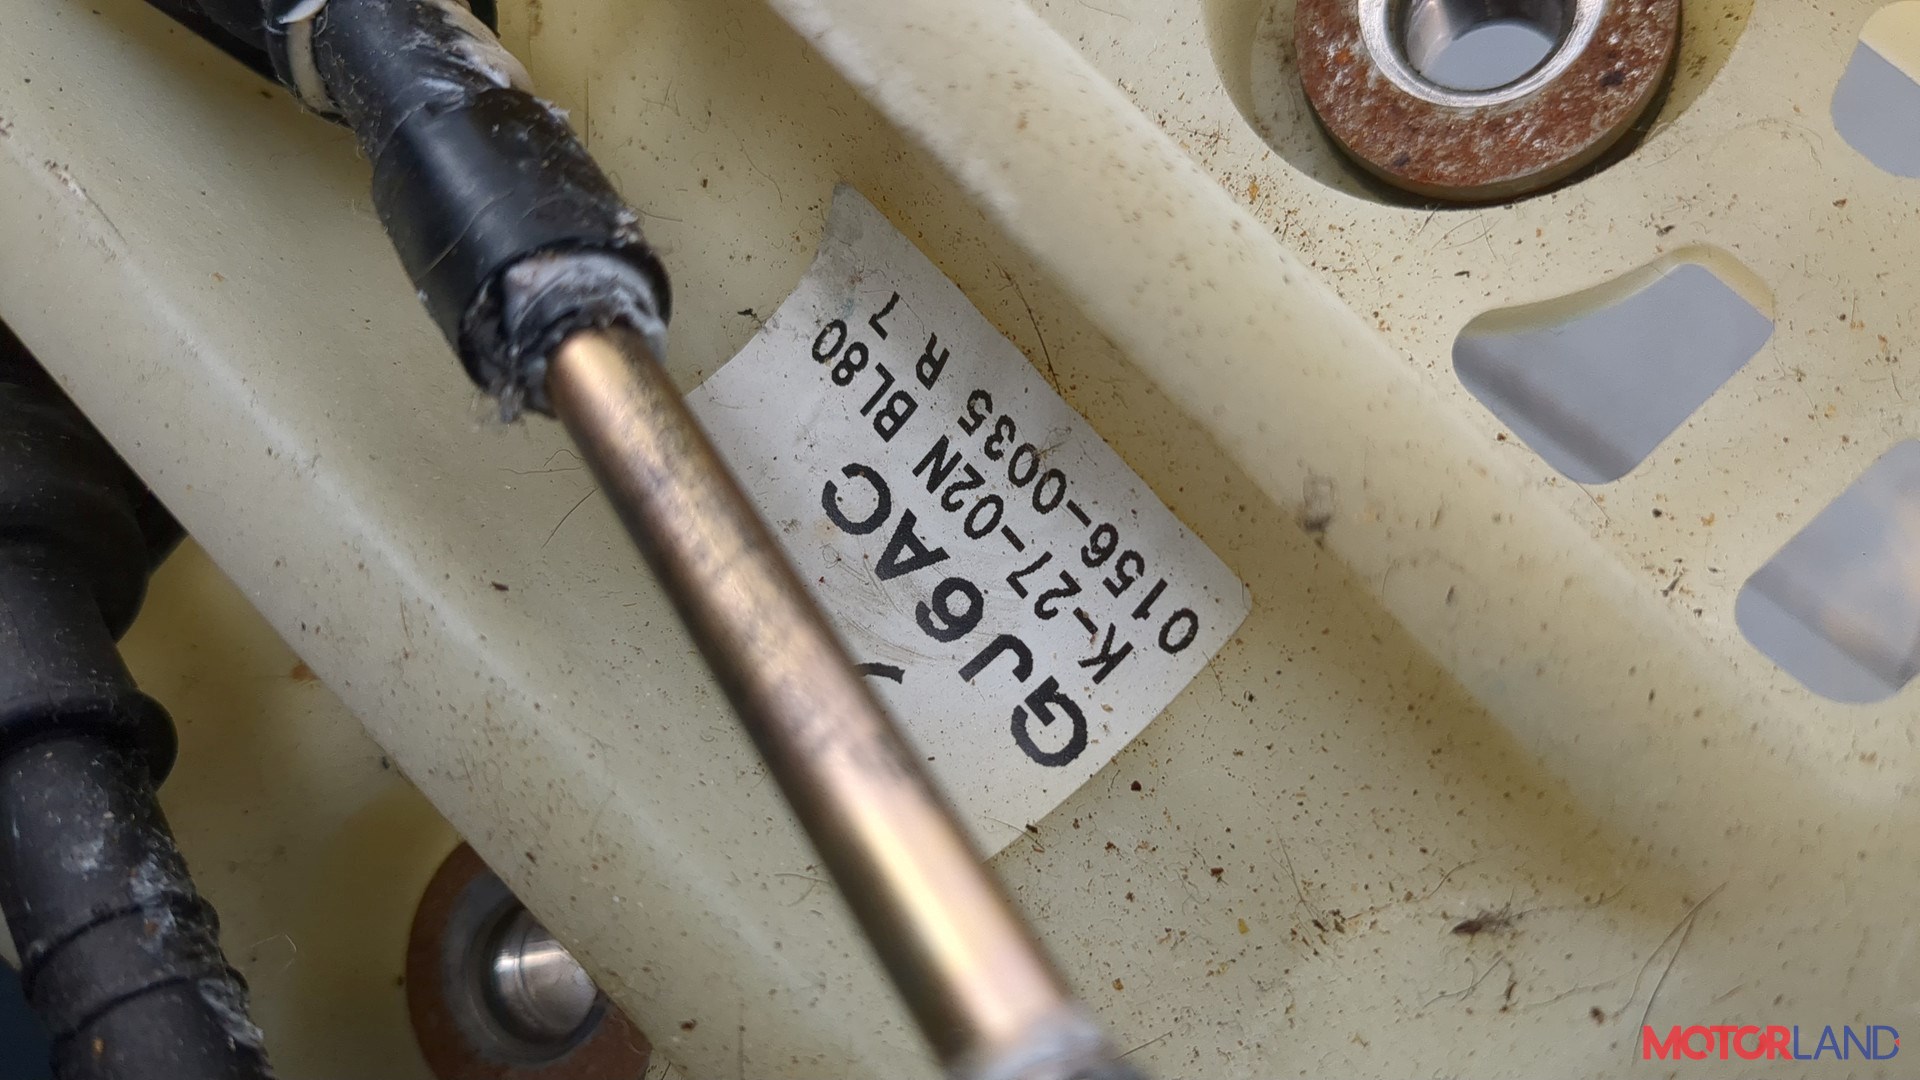 GJ6AC
K-27-02N BL80
0156-0035 R 7
MOTORLAND